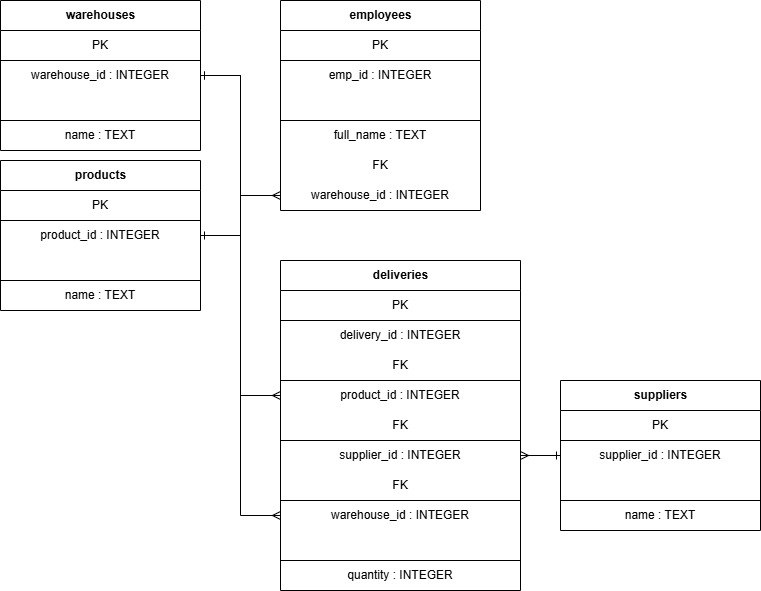 warehouses
PK
warehouse_id : INTEGER
name : TEXT
products
PK
product_id : INTEGER
name : TEXT
employees
PK
emp_id : INTEGER
full_name : TEXT
FK
warehouse_id : INTEGER
deliveries
PK
delivery_id : INTEGER
FK
product_id : INTEGER
FK
supplier_id : INTEGER
FK
warehouse_id : INTEGER
quantity : INTEGER
suppliers
PK
supplier_id : INTEGER
name : TEXT